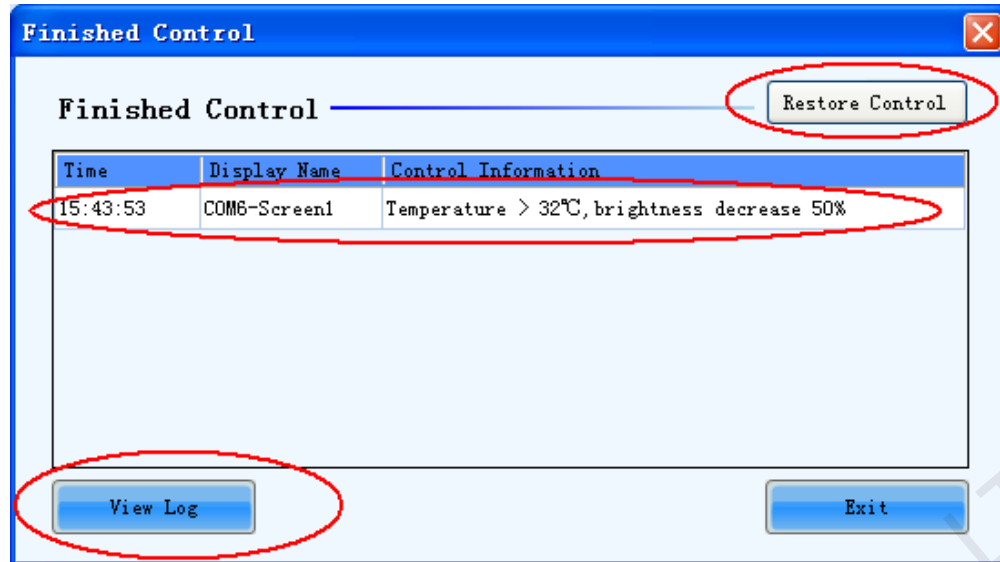 Finished Control
Finished Control
Restore Control
Time Display Name Control Information
15:43:53 COM6-Screen1 Temperature > 32℃, brightness decrease 50%
View Log
Exit